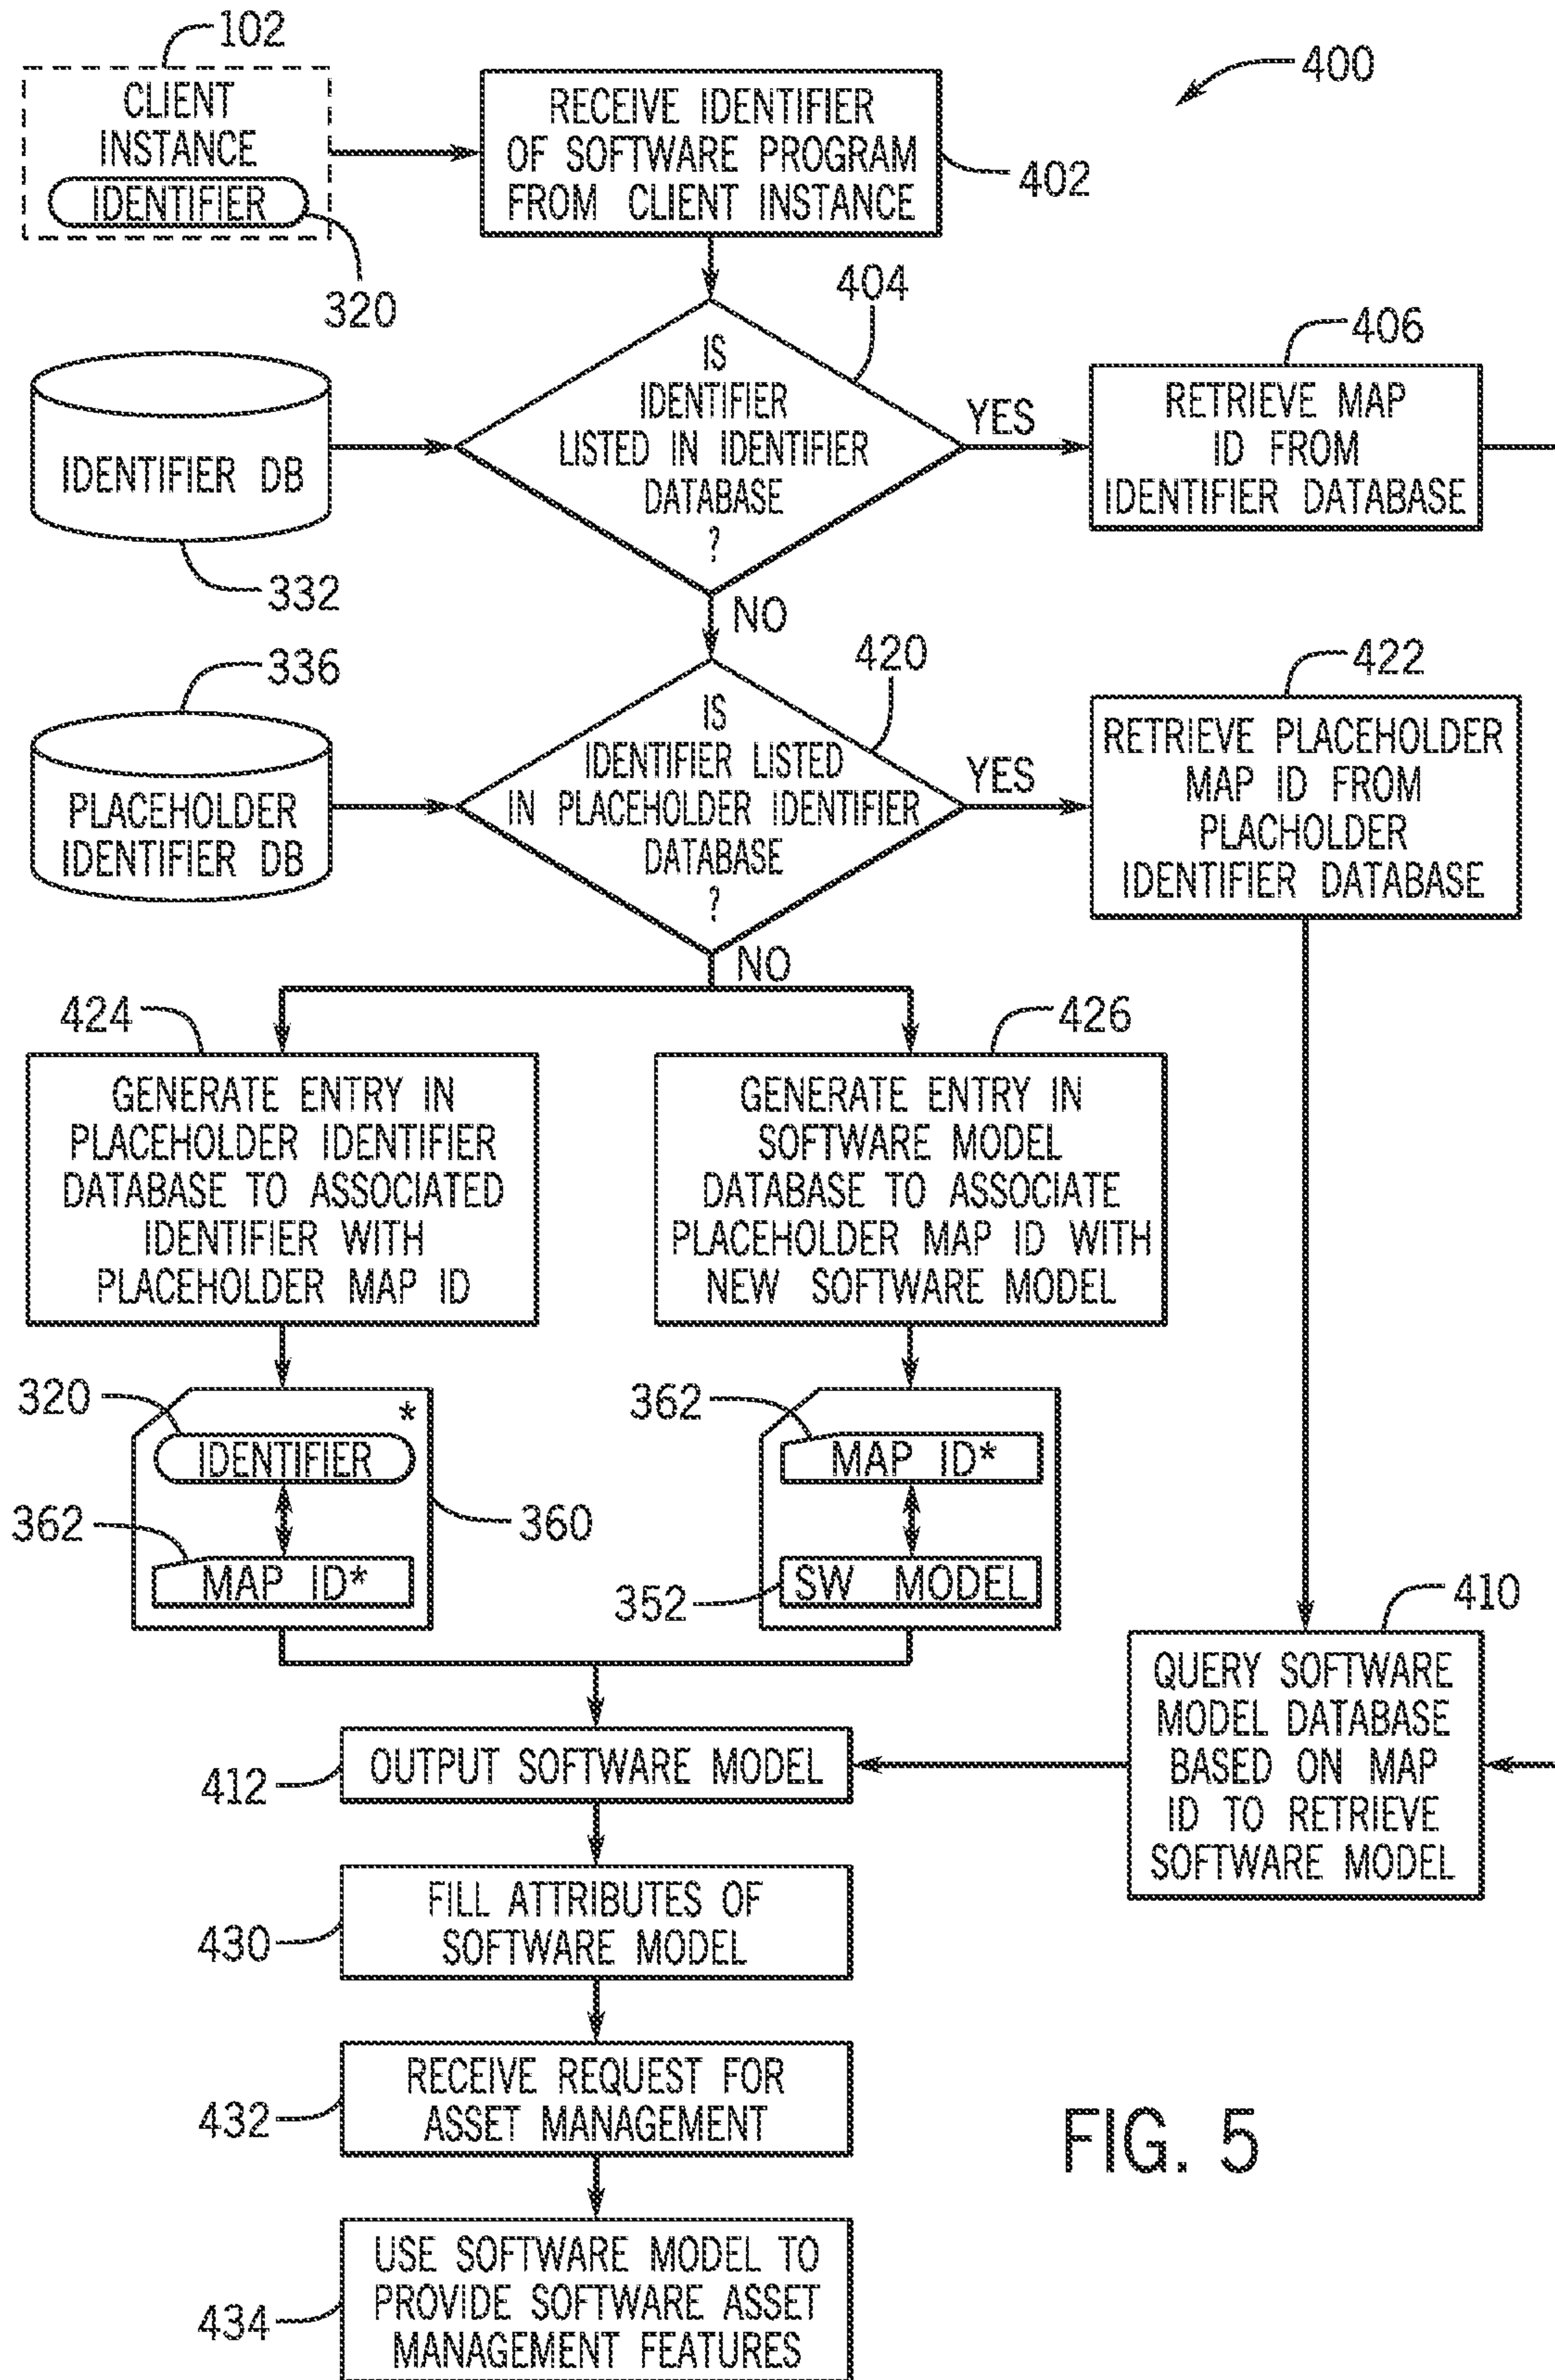 102
400
CLIENT
INSTANCE
IDENTIFIER
320
RECEIVE IDENTIFIER
OF SOFTWARE PROGRAM
FROM CLIENT INSTANCE
402
404
IS
IDENTIFIER
LISTED IN IDENTIFIER
DATABASE
?
IDENTIFIER DB
332
YES
406
RETRIEVE MAP
ID FROM
IDENTIFIER DATABASE
NO
336
PLACEHOLDER
IDENTIFIER DB
420
IS
IDENTIFIER LISTED
IN PLACEHOLDER IDENTIFIER
DATABASE
?
YES
422
RETRIEVE PLACEHOLDER
MAP ID FROM
PLACHOLDER
IDENTIFIER DATABASE
NO
424
GENERATE ENTRY IN
PLACEHOLDER IDENTIFIER
DATABASE TO ASSOCIATED
IDENTIFIER WITH
PLACEHOLDER MAP ID
426
GENERATE ENTRY IN
SOFTWARE MODEL
DATABASE TO ASSOCIATE
PLACEHOLDER MAP ID WITH
NEW SOFTWARE MODEL
320
*
IDENTIFIER
362
MAP ID*
360
362
MAP ID*
352
SW MODEL
410
QUERY SOFTWARE
MODEL DATABASE
BASED ON MAP
ID TO RETRIEVE
SOFTWARE MODEL
412
OUTPUT SOFTWARE MODEL
430
FILL ATTRIBUTES OF
SOFTWARE MODEL
432
RECEIVE REQUEST FOR
ASSET MANAGEMENT
434
USE SOFTWARE MODEL TO
PROVIDE SOFTWARE ASSET
MANAGEMENT FEATURES
FIG. 5